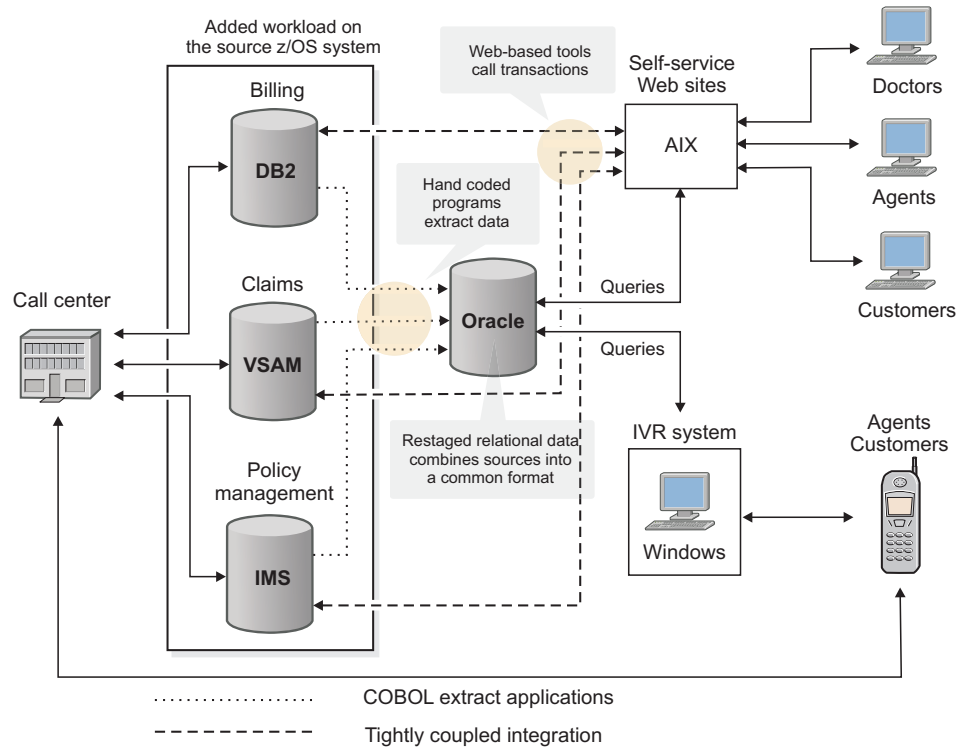 Added workload on
the source z/OS system
Web-based tools
call transactions
Self-service
Web sites
Doctors
Billing
AIX
DB2
Hand coded
programs
extract data
Agents
Claims
Call center
Queries
Customers
Oracle
VSAM
Queries
Restaged relational data
combines sources into
a common format
IVR system
Agents
Customers
Policy
management
Windows
IMS
COBOL extract applications
Tightly coupled integration